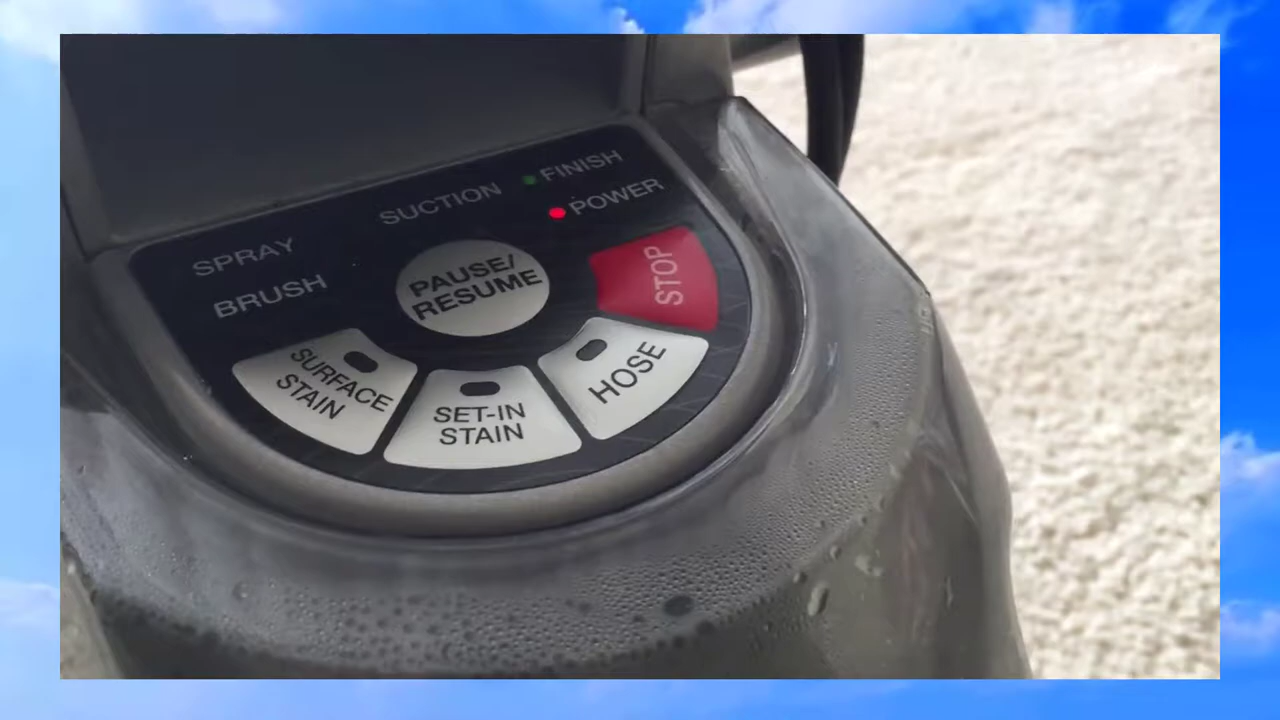 FINISH
SUCTION
POWER
SPRAY
BRUSH
PAUSE/
RESUME
STOP
SURFACE
STAIN
SET-IN
STAIN
HOSE